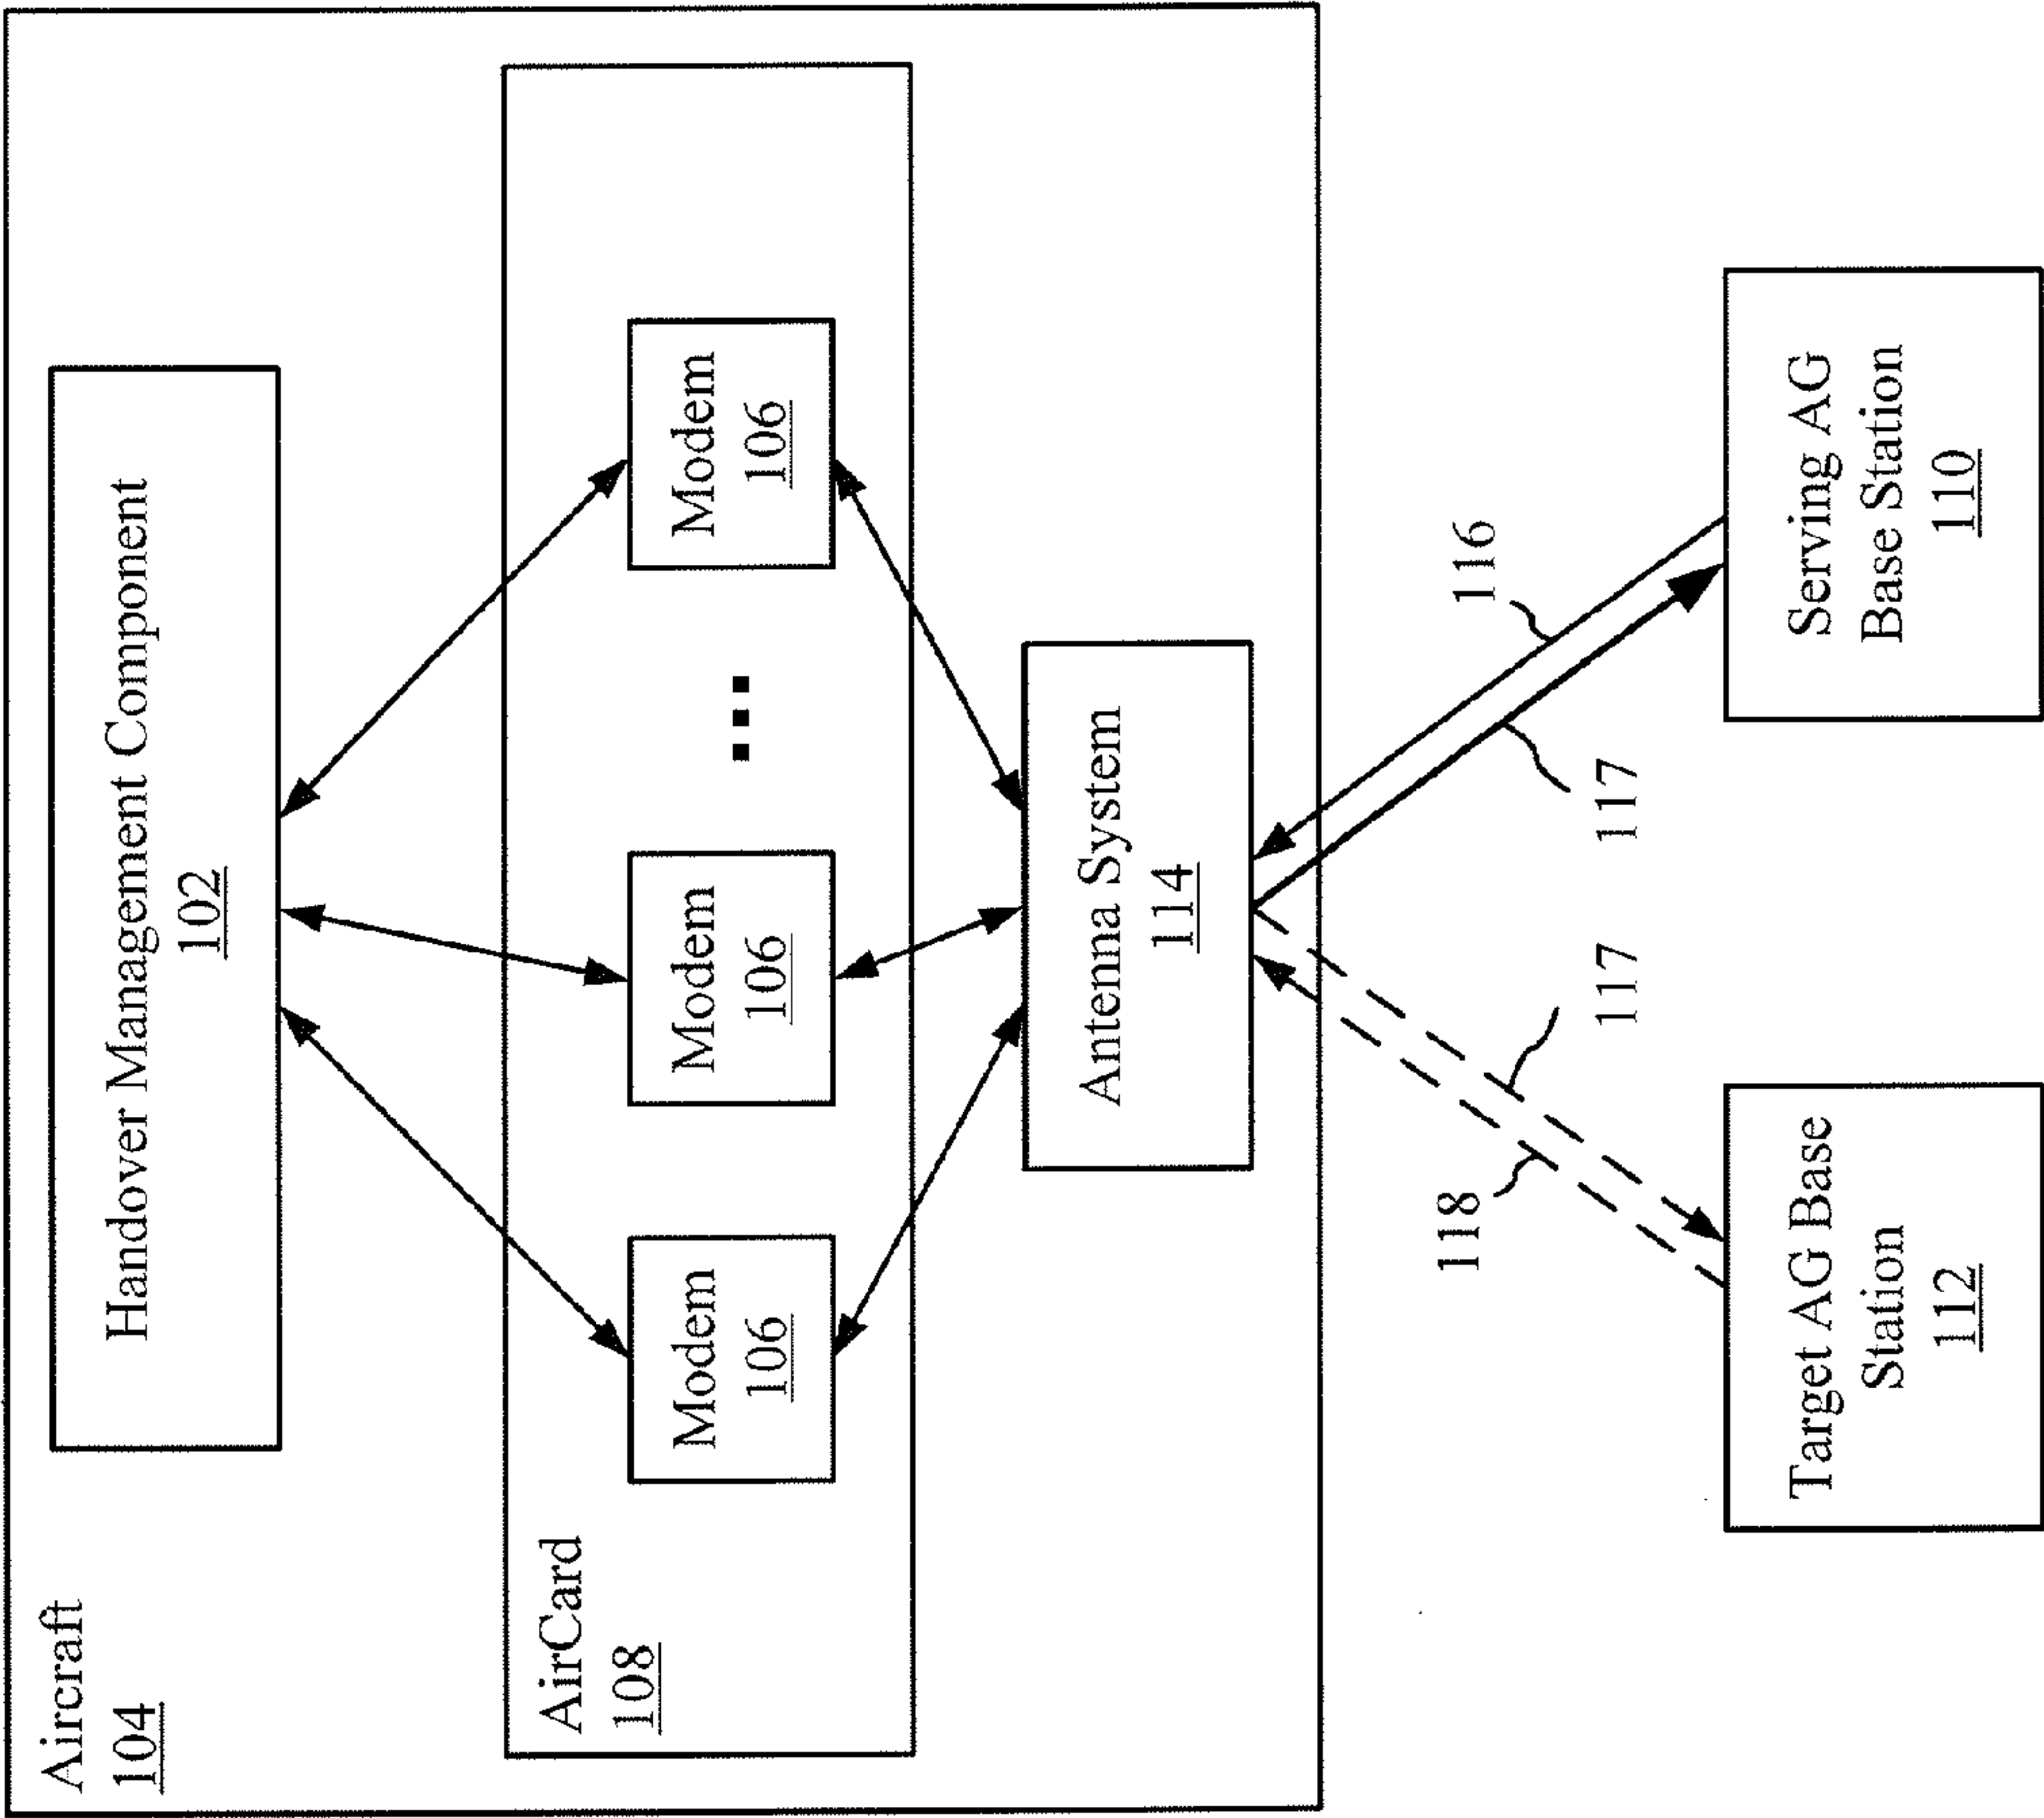 Aircraft
104
Handover Management Component
102
AirCard
108
Modem
106
Modem
106
...
Modem
106
Antenna System
114
118
117
117
116
Target AG Base
Station
112
Serving AG
Base Station
110